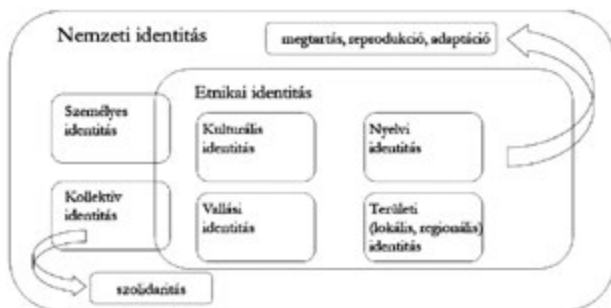 Nemzeti identitás
megtartás, reprodukció, adaptáció
Etnikai identitás
Személyes
identitás
Kulturális
identitás
Nyelvi
identitás
Kollektív
identitás
Vallási
identitás
Területi
(lokális, regionális)
identitás
szolidaritás